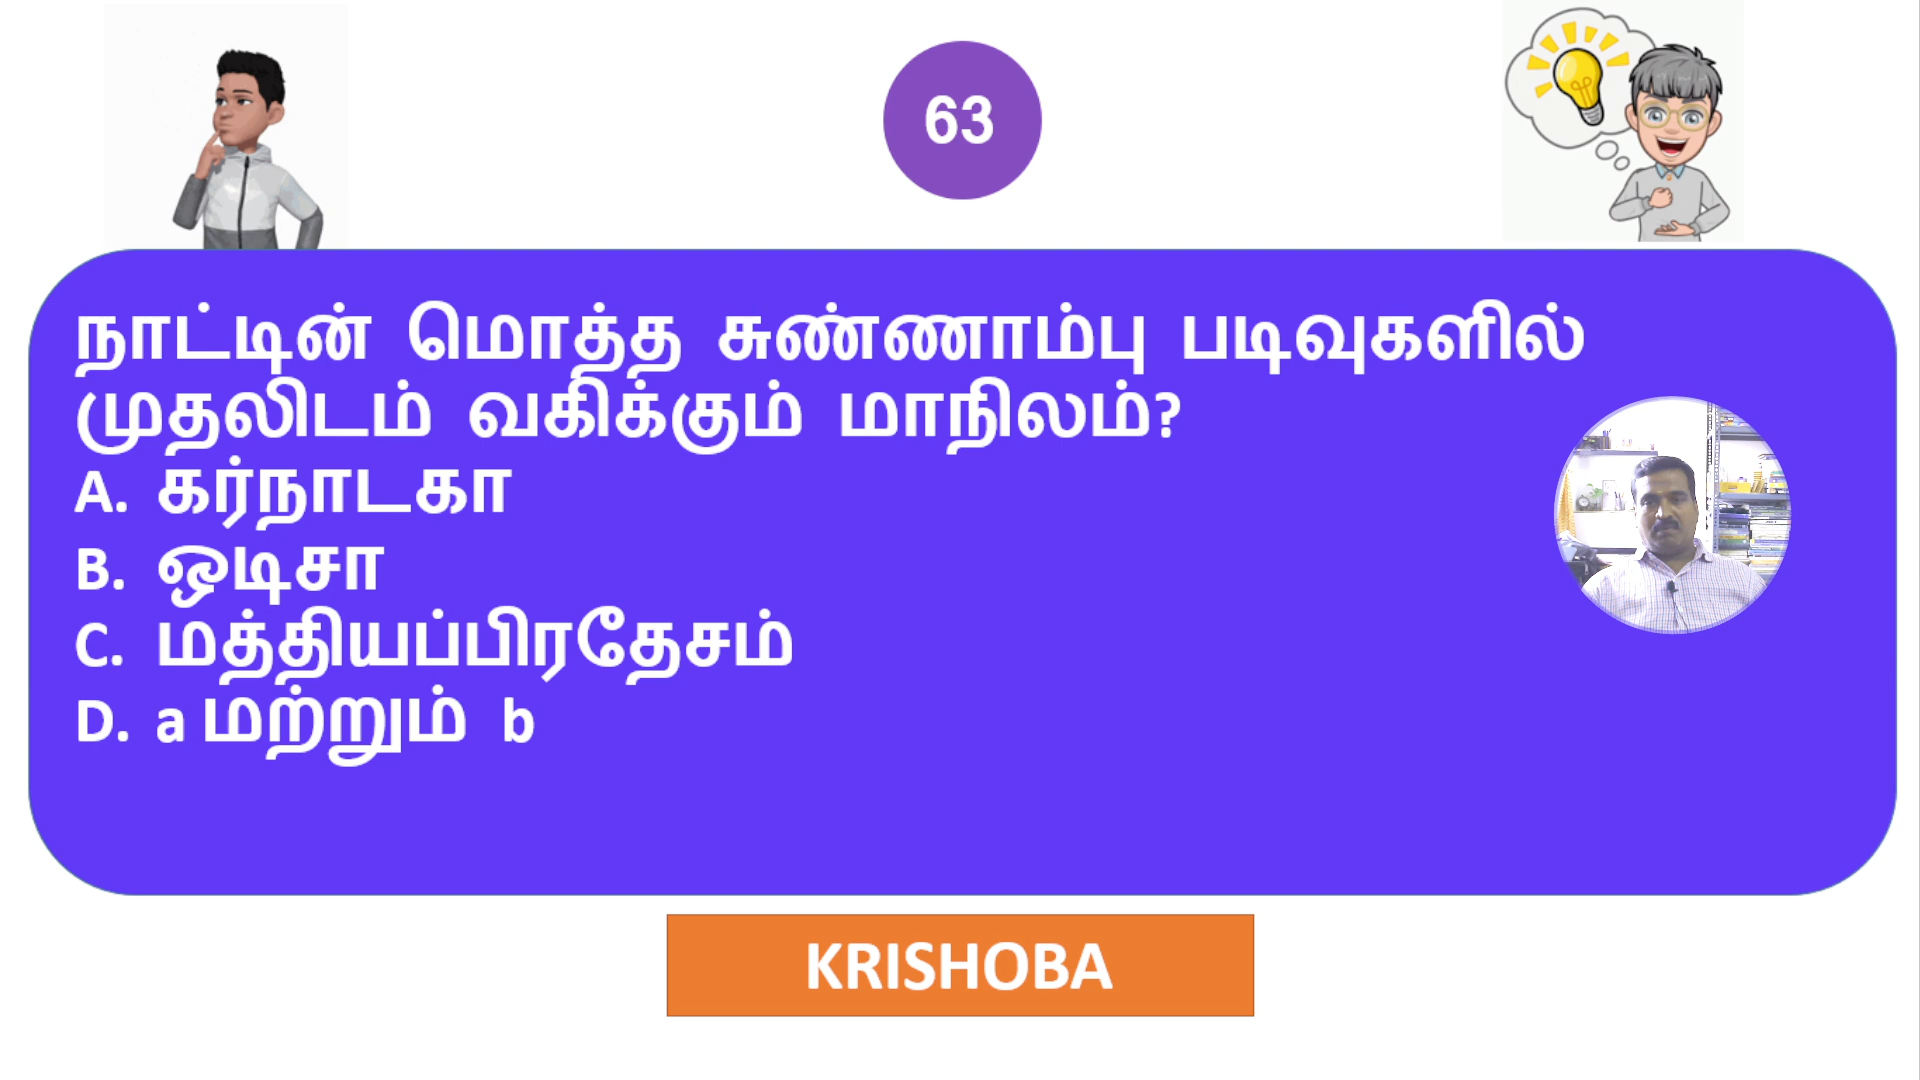 63
நாட்டின் மொத்த சுண்ணாம்பு படிவுகளில்
முதலிடம் வகிக்கும் மாநிலம்?
A. கர்நாடகா
B. ஒடிசா
C. மத்தியப்பிரதேசம்
D. a மற்றும் b
KRISHOBA